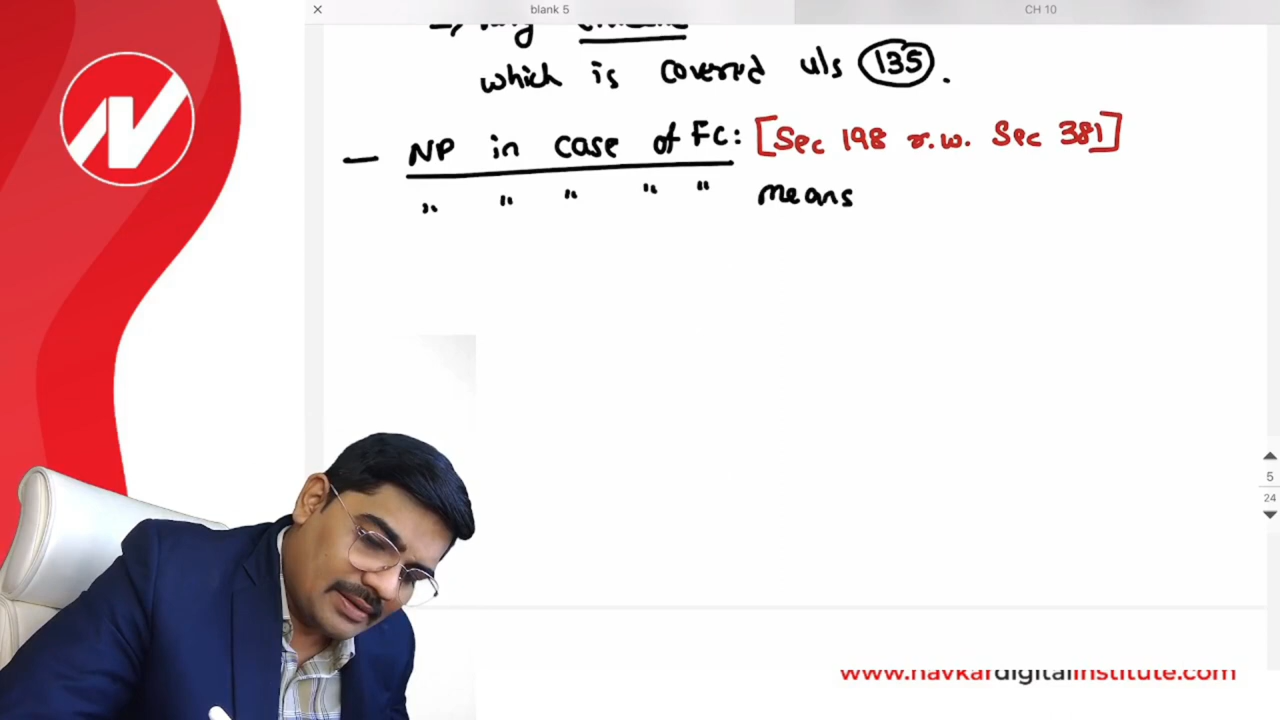 blank 5
CH 10
which is covered u/s 135.
— NP in case of FC: [Sec 198 r.w. Sec 381]
" " " " " means
5
24
www.navkardigitalinstitute.com